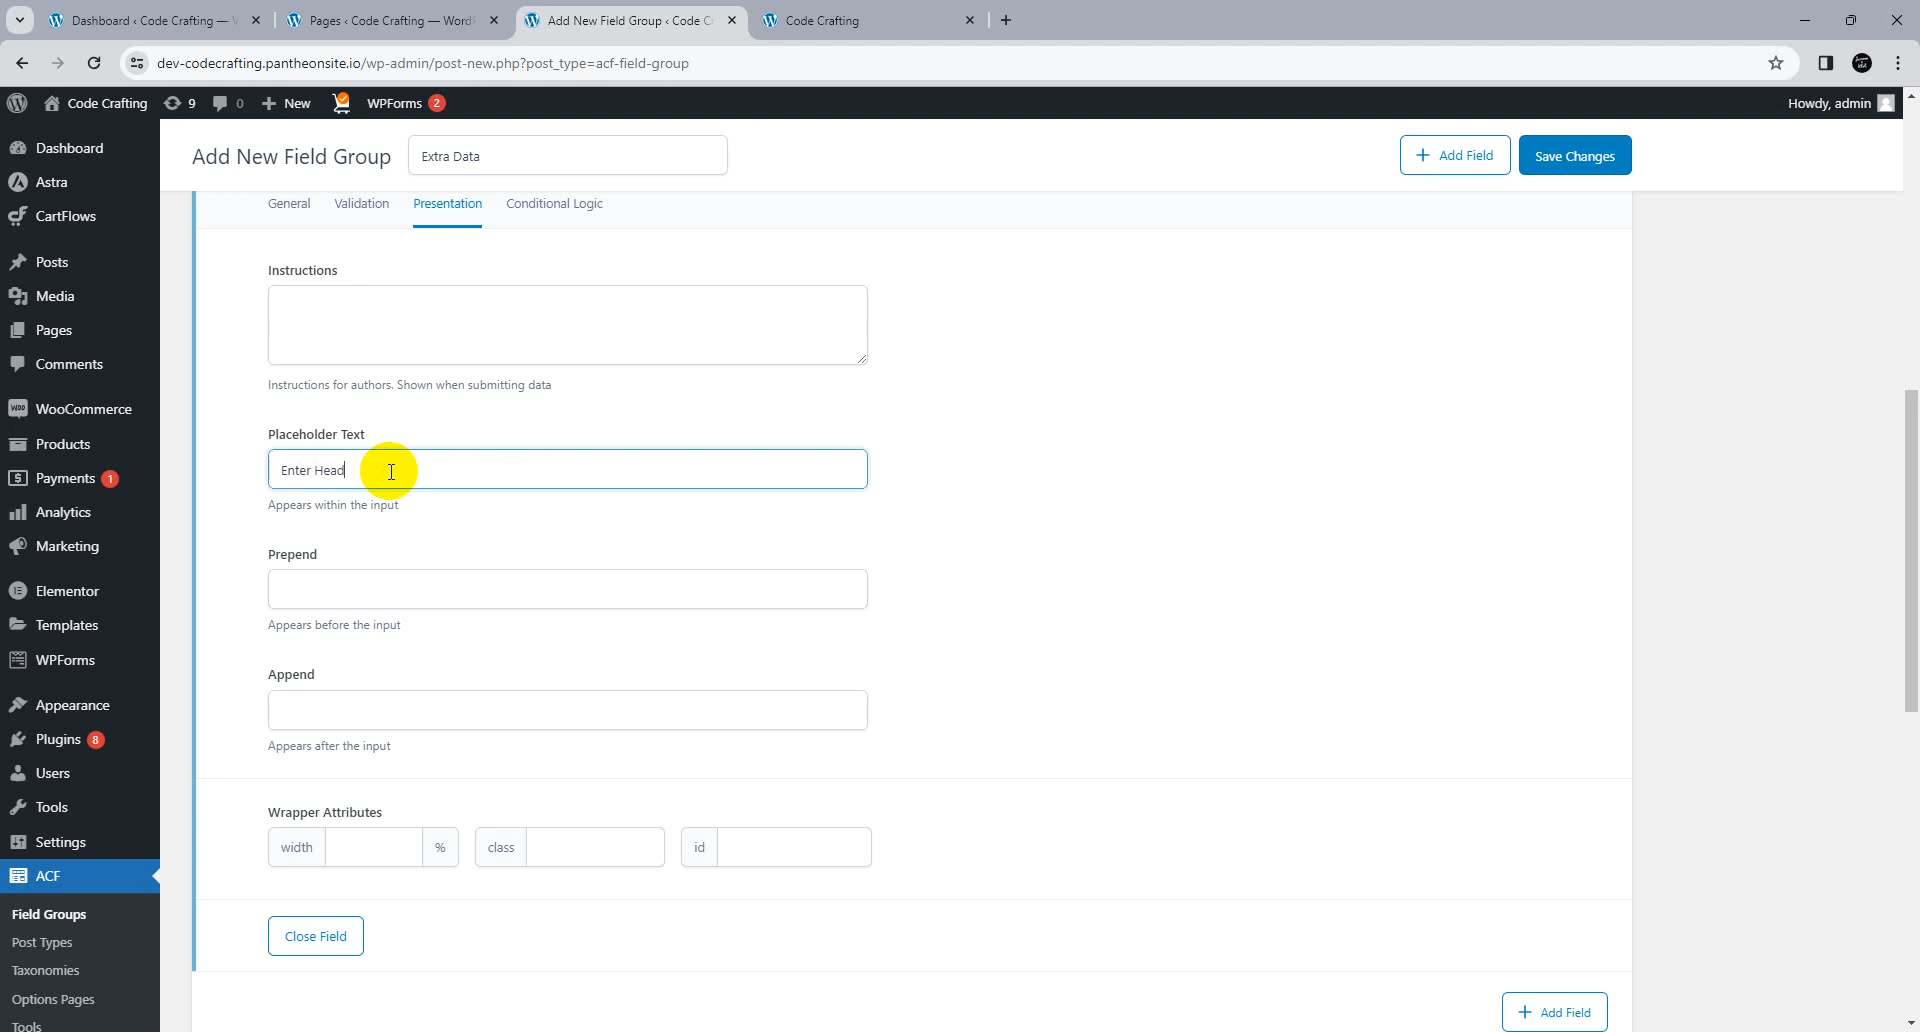 Dashboard ‹ Code Crafting — W
Pages ‹ Code Crafting — WordP
Add New Field Group ‹ Code C
Code Crafting
dev-codecrafting.pantheonsite.io/wp-admin/post-new.php?post_type=acf-field-group
Code Crafting
9
0
New
WPForms 2
Howdy, admin
Dashboard
Astra
CartFlows
Posts
Media
Pages
Comments
WooCommerce
Products
Payments 1
Analytics
Marketing
Elementor
Templates
WPForms
Appearance
Plugins 8
Users
Tools
Settings
ACF
Field Groups
Post Types
Taxonomies
Options Pages
Tools
Add New Field Group
Extra Data
Add Field
Save Changes
General
Validation
Presentation
Conditional Logic
Instructions
Instructions for authors. Shown when submitting data
Placeholder Text
Enter Head
Appears within the input
Prepend
Appears before the input
Append
Appears after the input
Wrapper Attributes
width
%
class
id
Close Field
Add Field